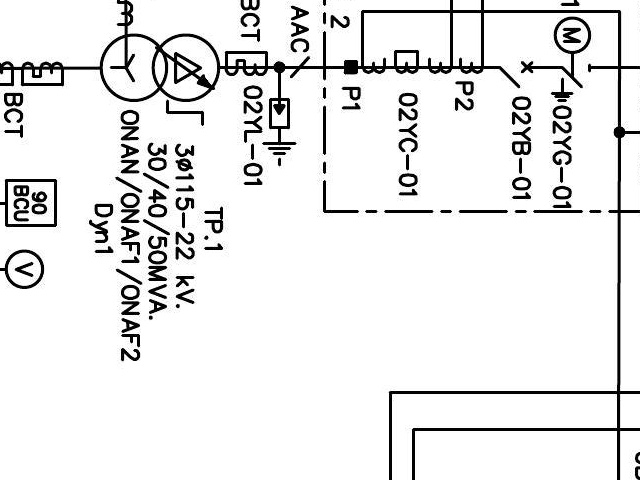 BCT
AAC
2
1
M
P1
P2
02YL-01
02YC-01
02YB-01
02YG-01
BCT
90
BCU
V
TP.1
3ø115-22 kV.
30/40/50MVA.
ONAN/ONAF1/ONAF2
Dyn1